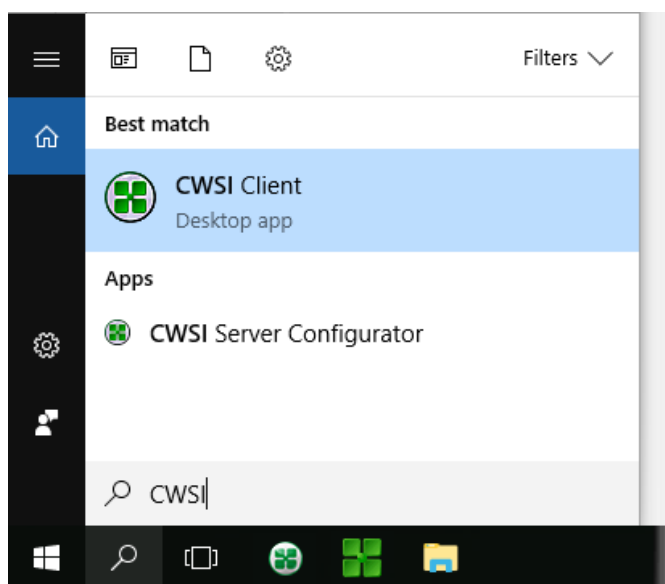 Filters
Best match
CWSI Client
Desktop app
Apps
CWSI Server Configurator
CWSI